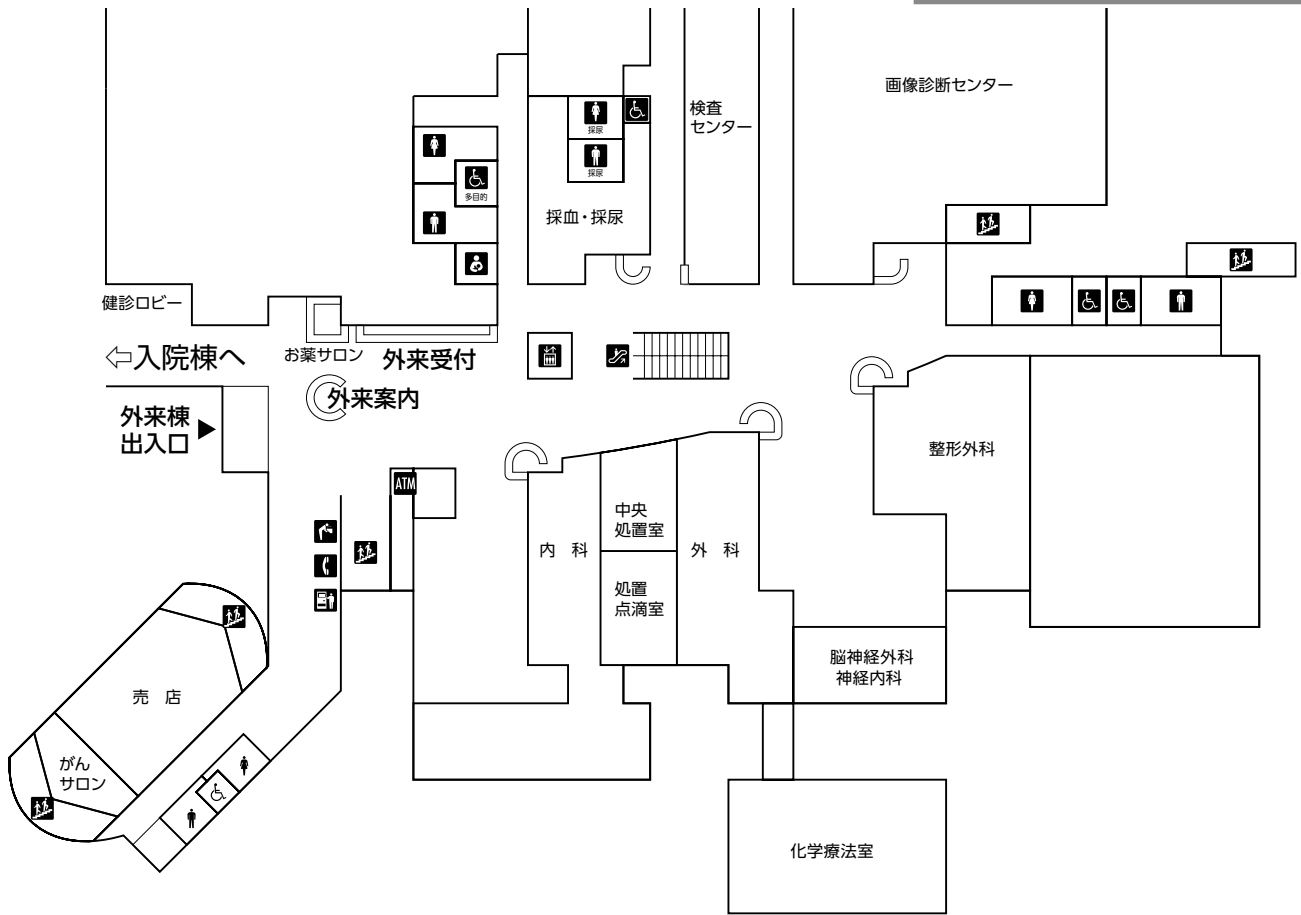 画像診断センター
検査
センター
採尿
採尿
多目的
採血・採尿
健診ロビー
⇦入院棟へ
お薬サロン
外来受付
外来案内
外来棟
出入口▶
ATM
整形外科
中央
処置室
内 科
外 科
処置
点滴室
脳神経外科
神経内科
売 店
がん
サロン
化学療法室